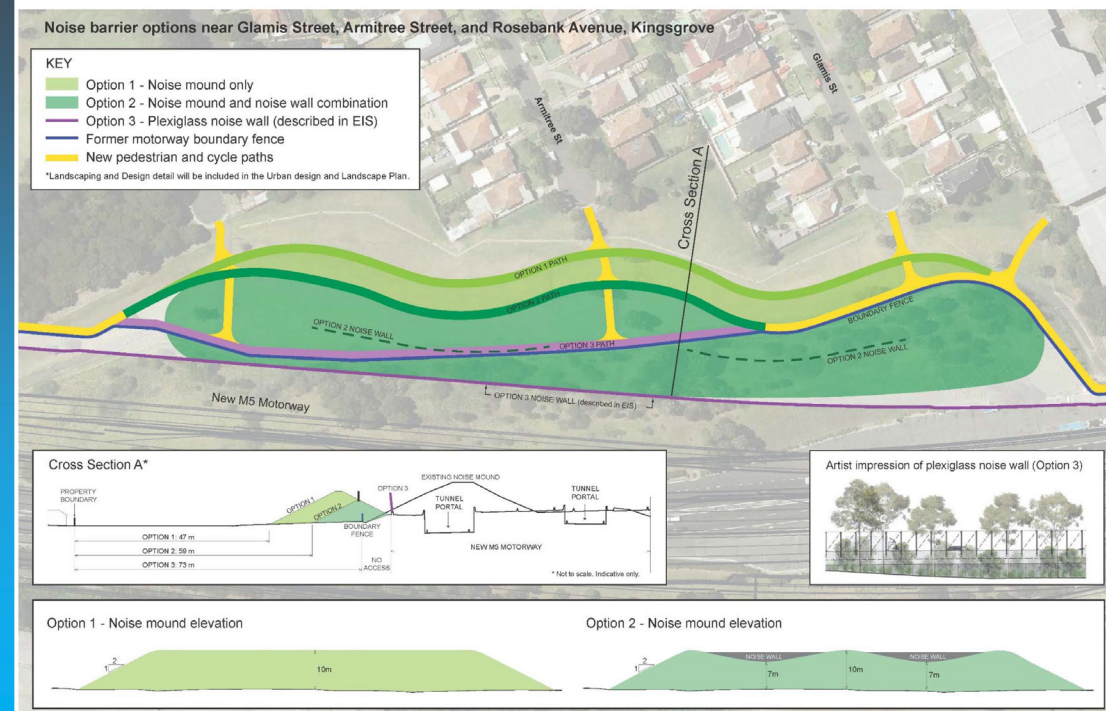 Noise barrier options near Glamis Street, Armitree Street, and Rosebank Avenue, Kingsgrove
KEY
Option 1 - Noise mound only
Option 2 - Noise mound and noise wall combination
Option 3 - Plexiglass noise wall (described in EIS)
Former motorway boundary fence
New pedestrian and cycle paths
*Landscaping and Design detail will be included in the Urban design and Landscape Plan.
Armitree St
Glamis St
Cross Section A
OPTION 1 PATH
OPTION 2 PATH
BOUNDARY FENCE
OPTION 2 NOISE WALL
OPTION 3 PATH
OPTION 2 NOISE WALL
OPTION 3 NOISE WALL (described in EIS)
New M5 Motorway
Cross Section A*
PROPERTY
BOUNDARY
OPTION 1
OPTION 2
OPTION 3
EXISTING NOISE MOUND
TUNNEL
PORTAL
TUNNEL
PORTAL
BOUNDARY
FENCE
NO
ACCESS
NEW M5 MOTORWAY
OPTION 1: 47 m
OPTION 2: 59 m
OPTION 3: 73 m
* Not to scale. Indicative only.
Artist impression of plexiglass noise wall (Option 3)
Option 1 - Noise mound elevation
2
1
10m
Option 2 - Noise mound elevation
2
1
NOISE WALL
7m
10m
NOISE WALL
7m